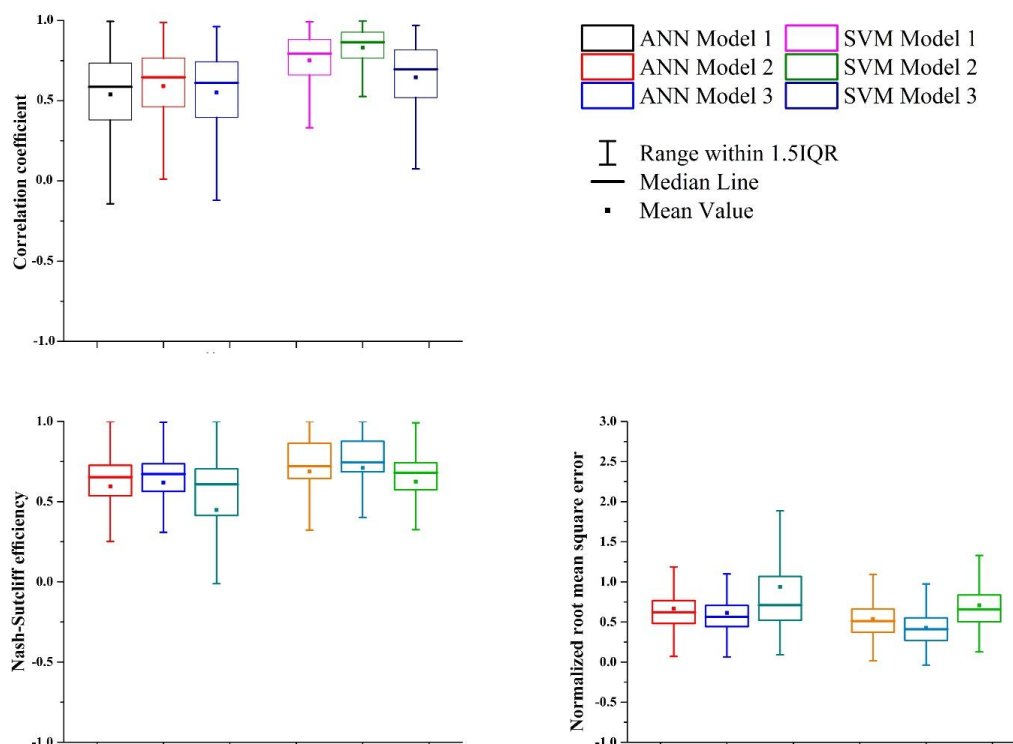 1.0
0.5
0.0
-0.5
-1.0
Correlation coefficient
ANN Model 1
SVM Model 1
ANN Model 2
SVM Model 2
ANN Model 3
SVM Model 3
Range within 1.5IQR
Median Line
Mean Value
1.0
0.5
0.0
-0.5
-1.0
Nash-Sutcliff efficiency
3.0
2.5
2.0
1.5
1.0
0.5
0.0
-0.5
-1.0
Normalized root mean square error